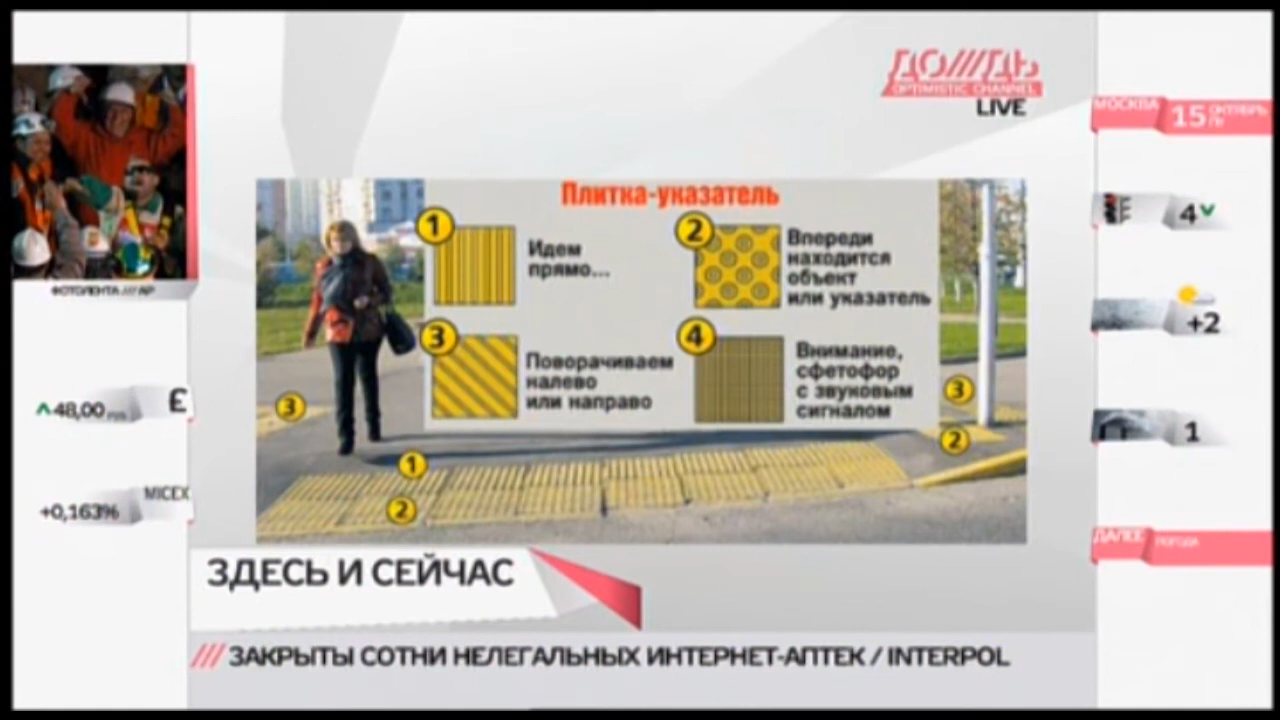 ДОЖДЬ
OPTIMISTIC CHANNEL
LIVE
МОСКВА
15
ОКТЯБРЬ
ПТ
4
+2
1
ДАЛЕЕ
ПОГОДА
ФОТОЛЕНТА /// AP
48,00 РУБ
£
MICEX
+0,163%
Плитка-указатель
1
Идем
прямо...
2
Впереди
находится
объект
или указатель
3
Поворачиваем
налево
или направо
4
Внимание,
сфетофор
с звуковым
сигналом
3
1
2
3
2
ЗДЕСЬ И СЕЙЧАС
/// ЗАКРЫТЫ СОТНИ НЕЛЕГАЛЬНЫХ ИНТЕРНЕТ-АПТЕК / INTERPOL